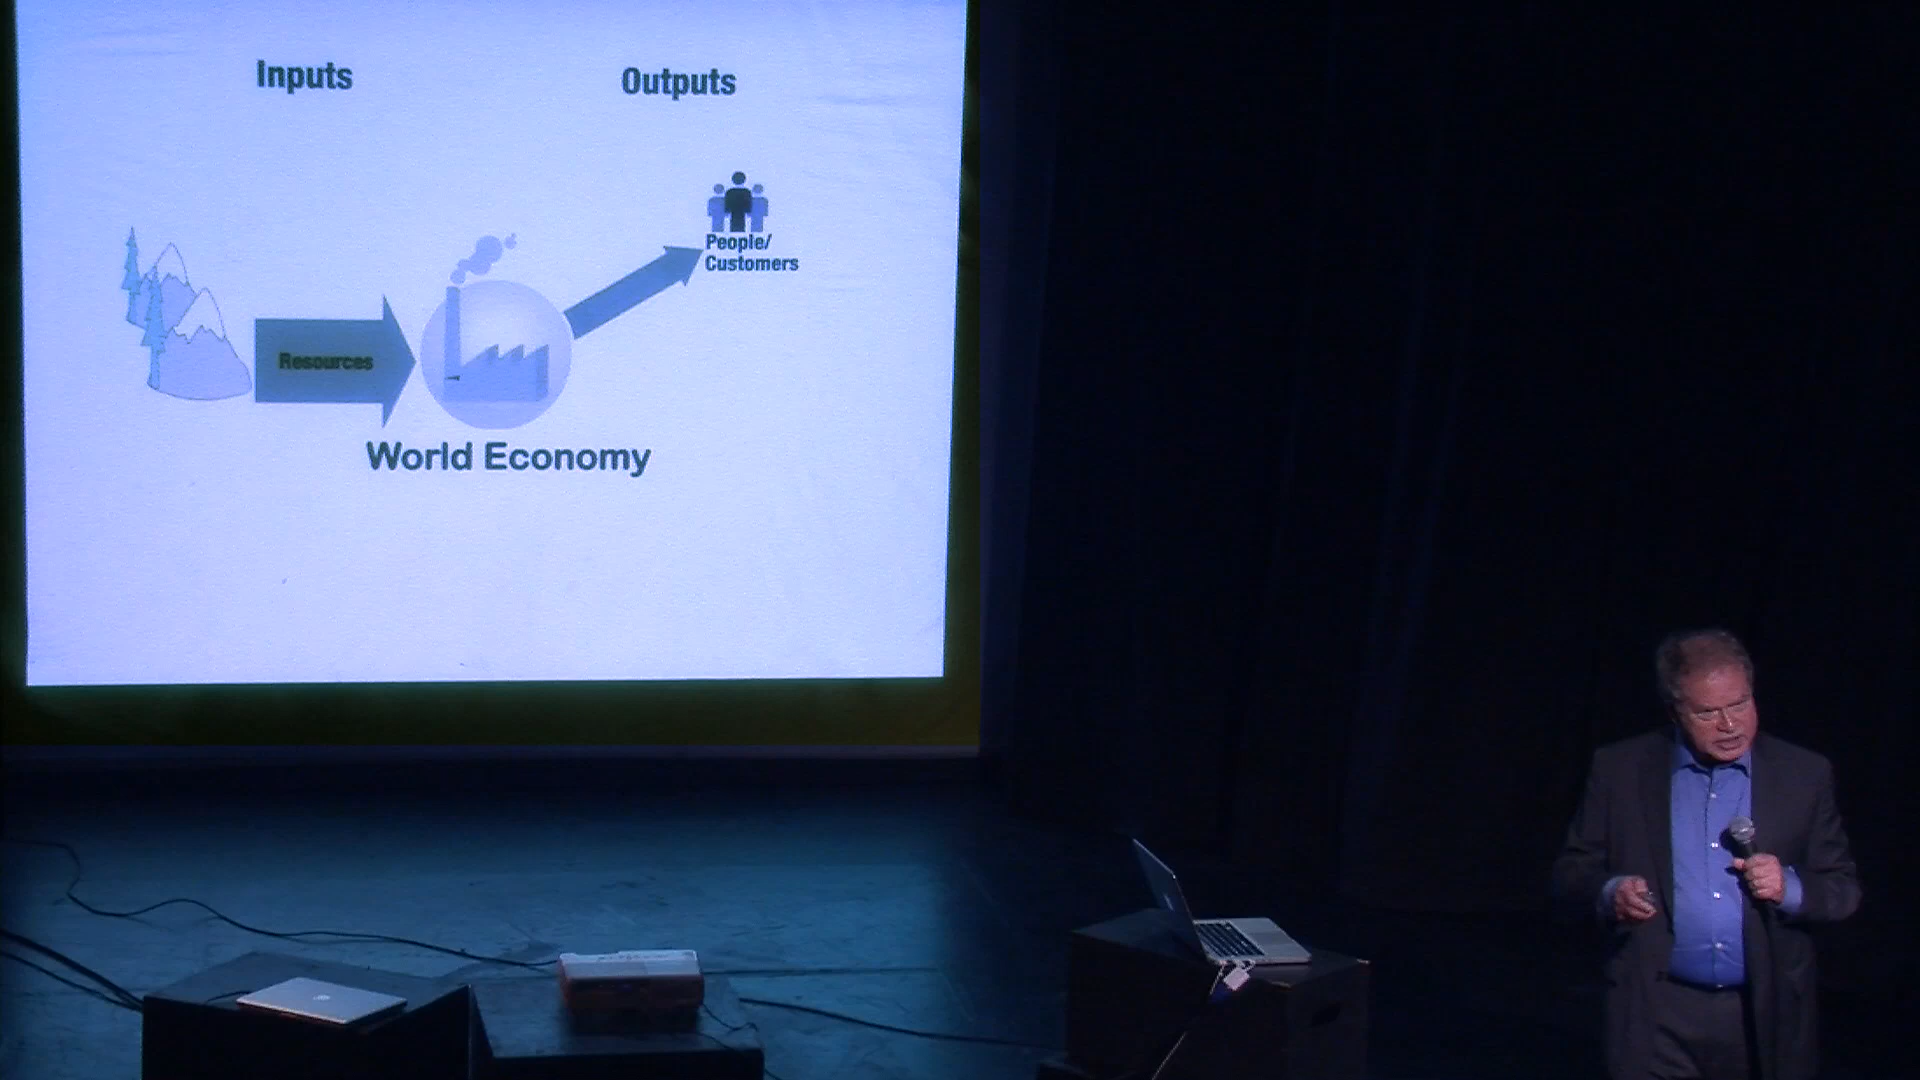 Inputs
Outputs
People/
Customers
Resources
World Economy